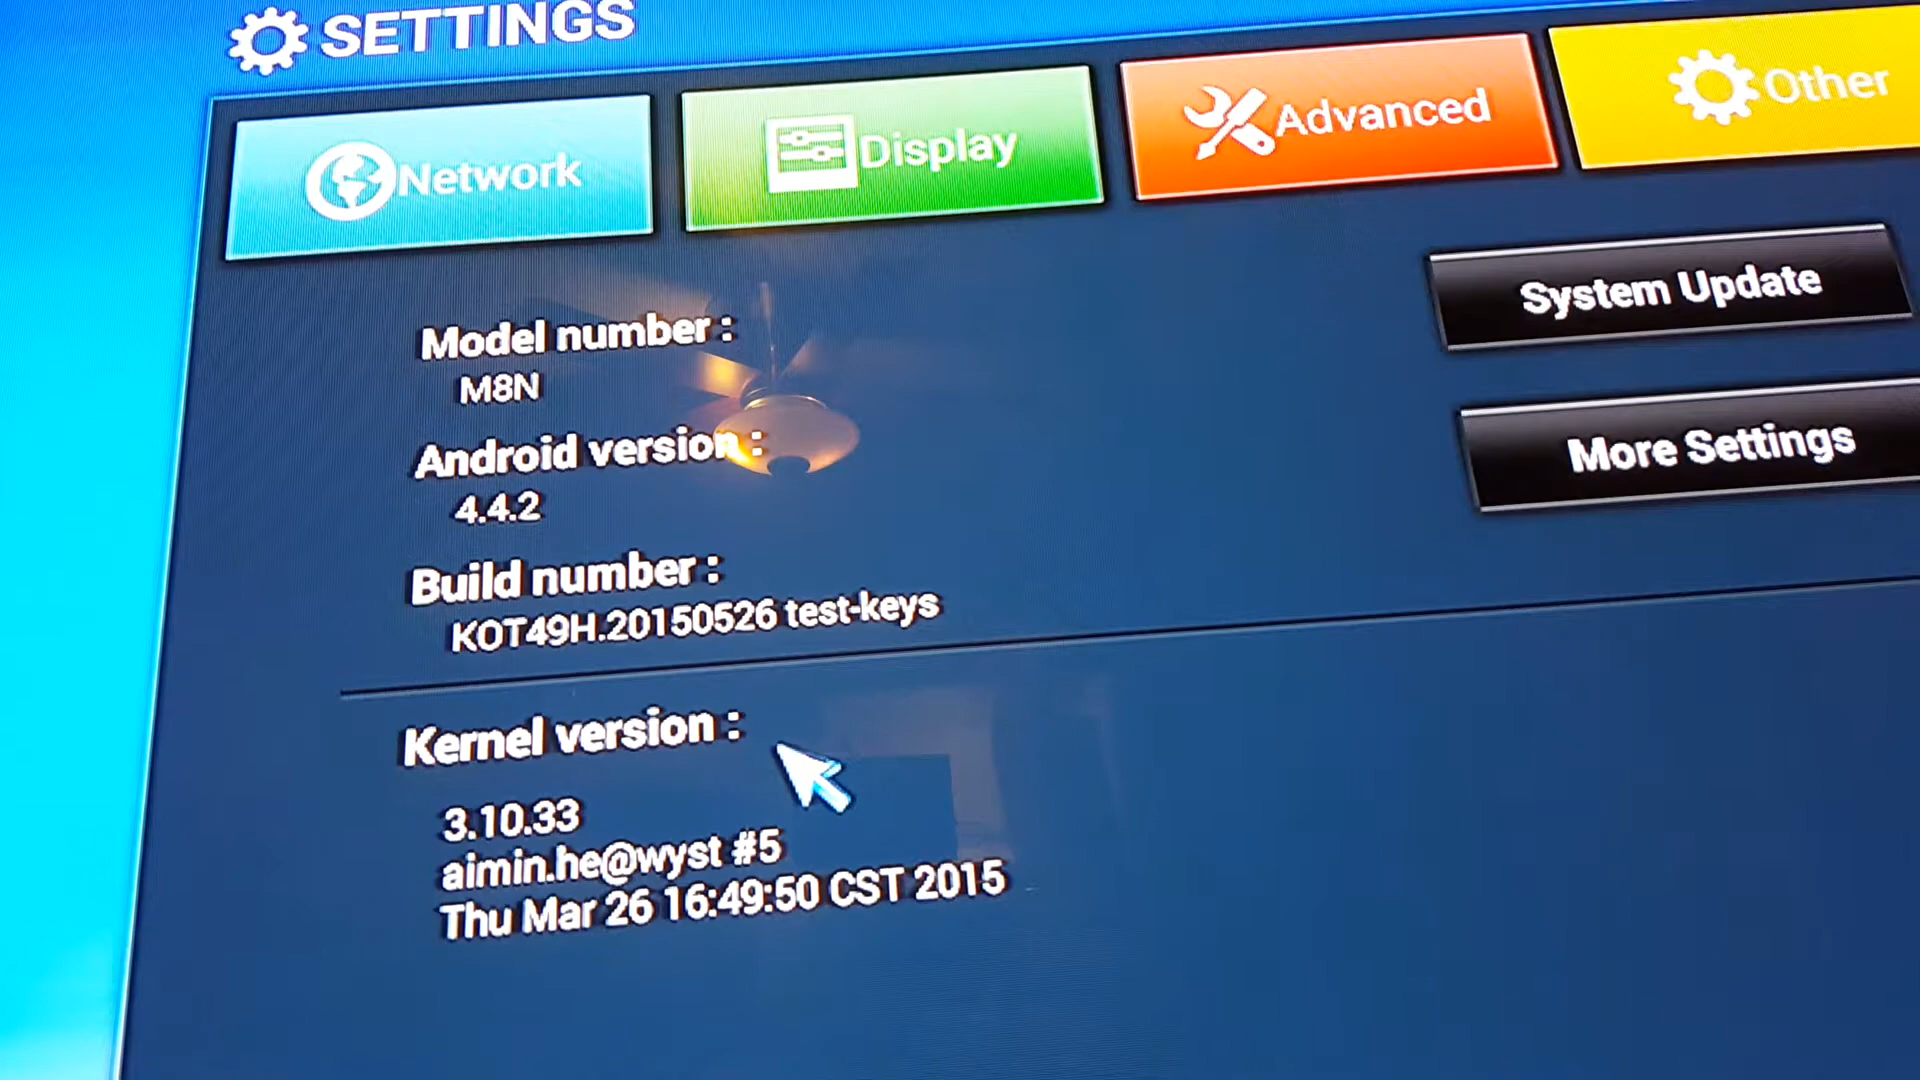 SETTINGS
Network
Display
Advanced
Other
System Update
More Settings
Model number :
M8N
Android version :
4.4.2
Build number :
KOT49H.20150526 test-keys
Kernel version :
3.10.33
aimin.he@wyst #5
Thu Mar 26 16:49:50 CST 2015